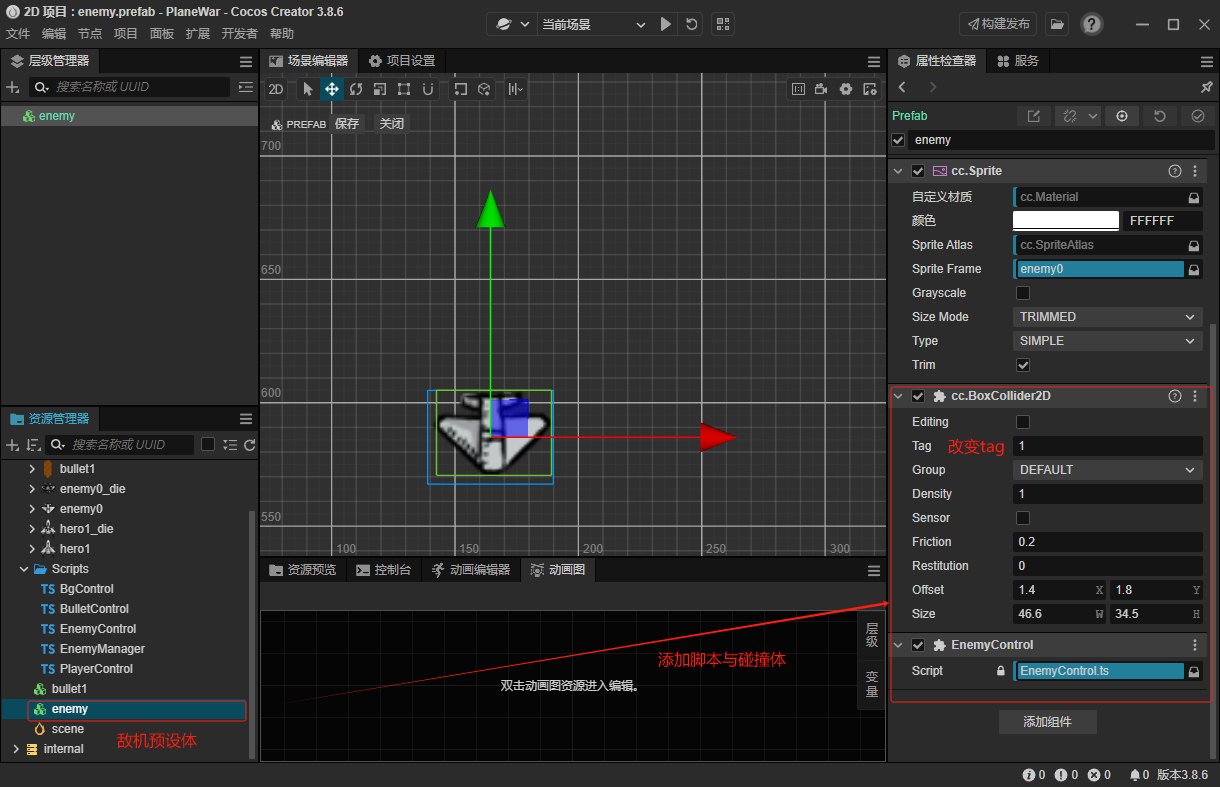 2D 项目 : enemy.prefab - PlaneWar - Cocos Creator 3.8.6
文件 编辑 节点 项目 面板 扩展 开发者 帮助
当前场景
构建发布
层级管理器
搜索名称或 UUID
enemy
场景编辑器 项目设置
2D
PREFAB 保存 关闭
700
650
600
550
100 150 200 250 300
资源管理器
搜索名称或 UUID
bullet1
enemy0_die
enemy0
hero1_die
hero1
Scripts
TS BgControl
TS BulletControl
TS EnemyControl
TS EnemyManager
TS PlayerControl
bullet1
enemy
scene
敌机预设体
internal
资源预览 控制台 动画编辑器 动画图
层级
变量
添加脚本与碰撞体
双击动画图资源进入编辑。
属性检查器 服务
Prefab
enemy
cc.Sprite
自定义材质 cc.Material
颜色 FFFFFF
Sprite Atlas cc.SpriteAtlas
Sprite Frame enemy0
Grayscale
Size Mode TRIMMED
Type SIMPLE
Trim
cc.BoxCollider2D
Editing
Tag 改变tag 1
Group DEFAULT
Density 1
Sensor
Friction 0.2
Restitution 0
Offset 1.4 X 1.8 Y
Size 46.6 W 34.5 H
EnemyControl
Script EnemyControl.ts
添加组件
0 0 0 0 版本3.8.6